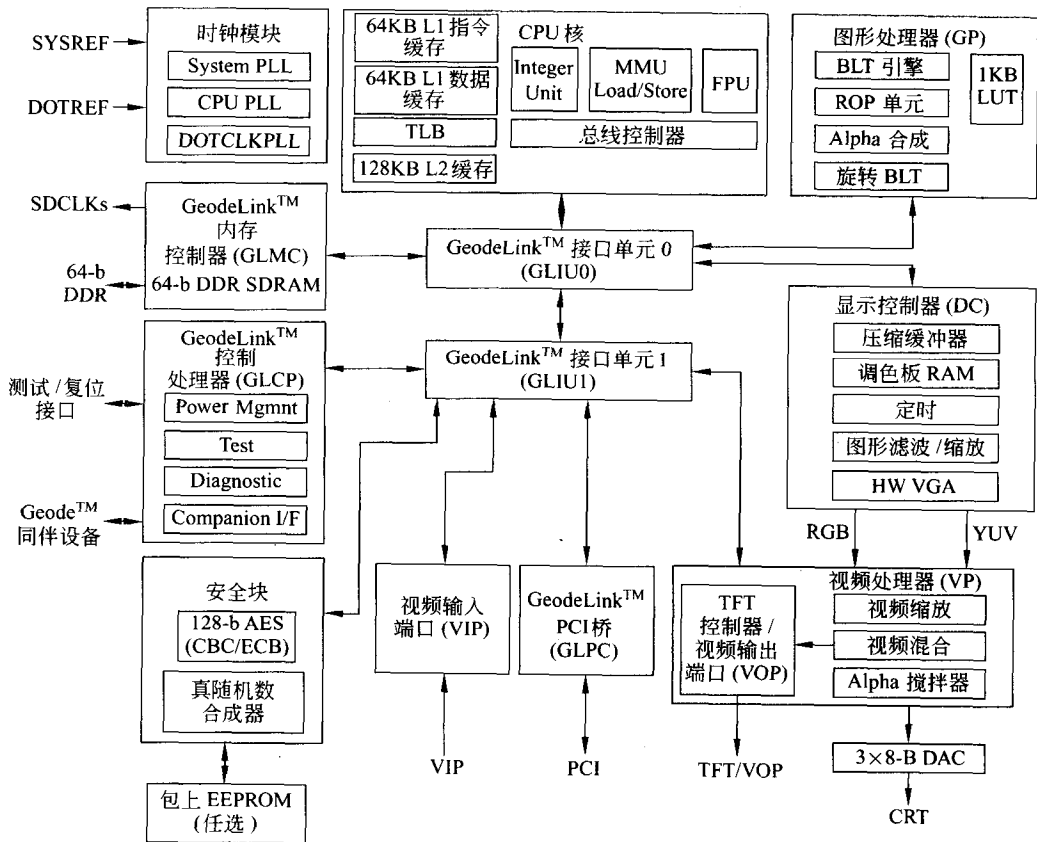 SYSREF
DOTREF
时钟模块
System PLL
CPU PLL
DOTCLKPLL
64KB L1 指令
缓存
64KB L1 数据
缓存
TLB
128KB L2 缓存
CPU 核
Integer
Unit
MMU
Load/Store
FPU
总线控制器
图形处理器 (GP)
BLT 引擎
ROP 单元
Alpha 合成
旋转 BLT
1KB
LUT
SDCLKs
64-b
DDR
GeodeLink™
内存
控制器 (GLMC)
64-b DDR SDRAM
GeodeLink™ 接口单元 0
(GLIU0)
显示控制器 (DC)
压缩缓冲器
调色板 RAM
定时
图形滤波 /缩放
HW VGA
GeodeLink™ 接口单元 1
(GLIU1)
测试 /复位
接口
Geode™
同伴设备
GeodeLink™
控制
处理器 (GLCP)
Power Mgmnt
Test
Diagnostic
Companion I/F
RGB
YUV
安全块
128-b AES
(CBC/ECB)
真随机数
合成器
视频输入
端口 (VIP)
GeodeLink™
PCI 桥
(GLPC)
视频处理器 (VP)
TFT
控制器 /
视频输出
端口 (VOP)
视频缩放
视频混合
Alpha 搅拌器
VIP
PCI
TFT/VOP
3×8-B DAC
CRT
包上 EEPROM
(任选)